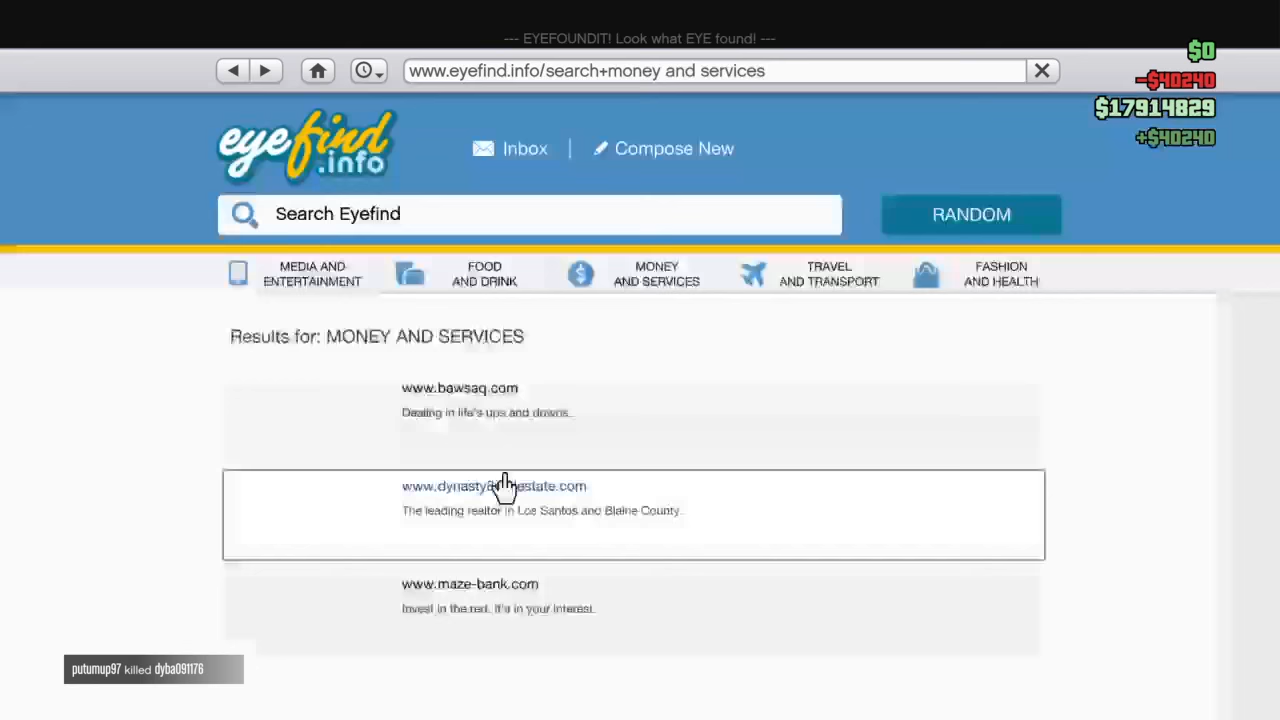 --- EYEFOUNDIT! Look what EYE found! ---
$0
www.eyefind.info/search+money and services
-$40240
$17914829
+$40240
eyefind.info
Inbox | Compose New
Search Eyefind
RANDOM
MEDIA AND ENTERTAINMENT
FOOD AND DRINK
MONEY AND SERVICES
TRAVEL AND TRANSPORT
FASHION AND HEALTH
Results for: MONEY AND SERVICES
www.bawsaq.com
Dealing in life's ups and downs.
The leading realtor in Los Santos and Blaine County.
www.maze-bank.com
Invest in the red. It's in your interest.
putumup97 killed dyba091176